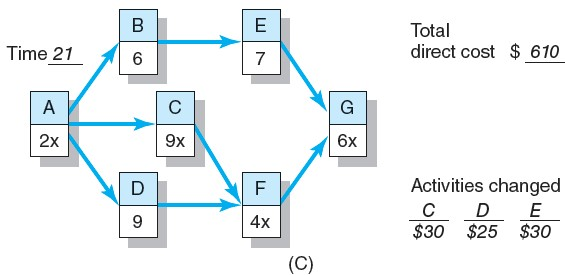 B
6
E
7
Total
direct cost $ 610
Time 21
A
2x
C
9x
G
6x
D
9
F
4x
Activities changed
C D E
$30 $25 $30
(C)